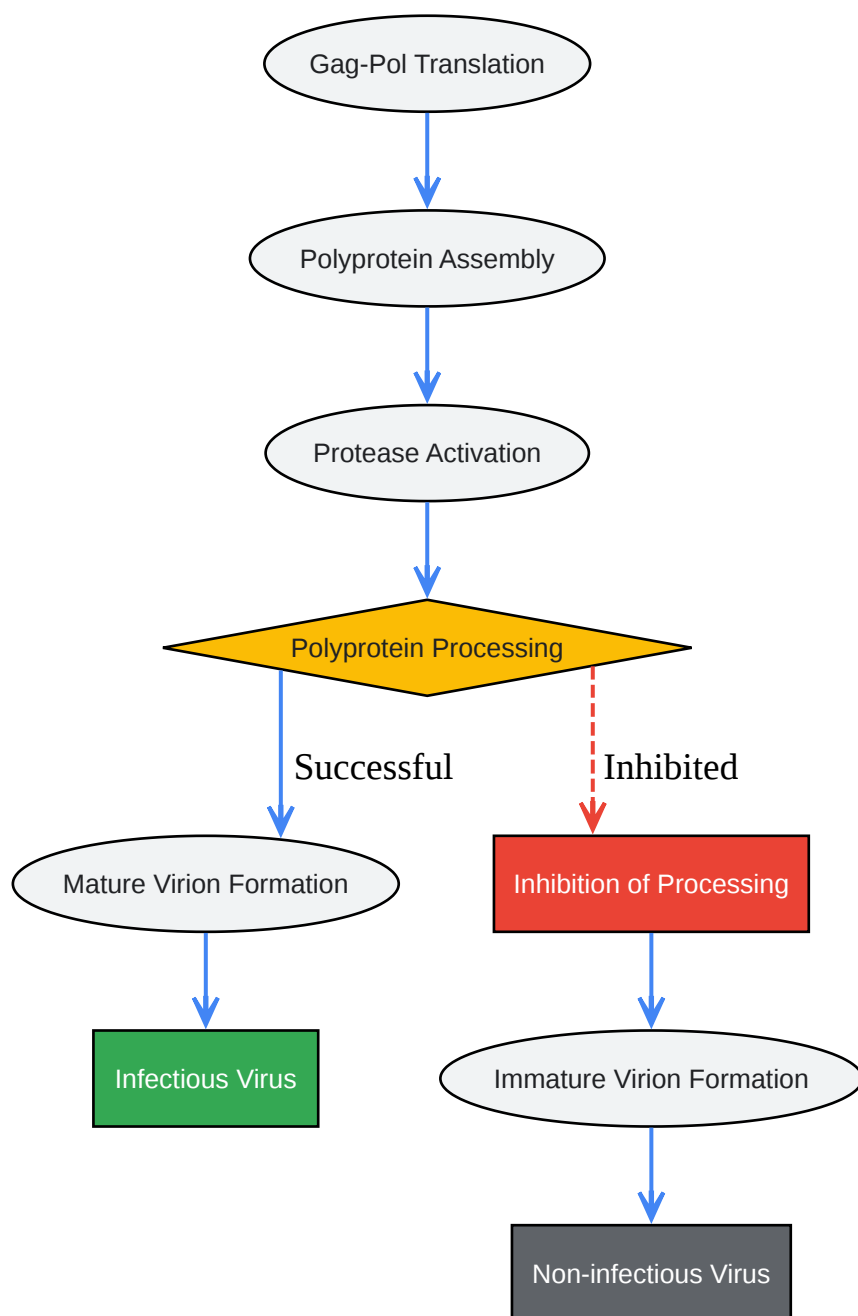 Gag-Pol Translation
Polyprotein Assembly
Protease Activation
Polyprotein Processing
Successful
Inhibited
Mature Virion Formation
Inhibition of Processing
Infectious Virus
Immature Virion Formation
Non-infectious Virus